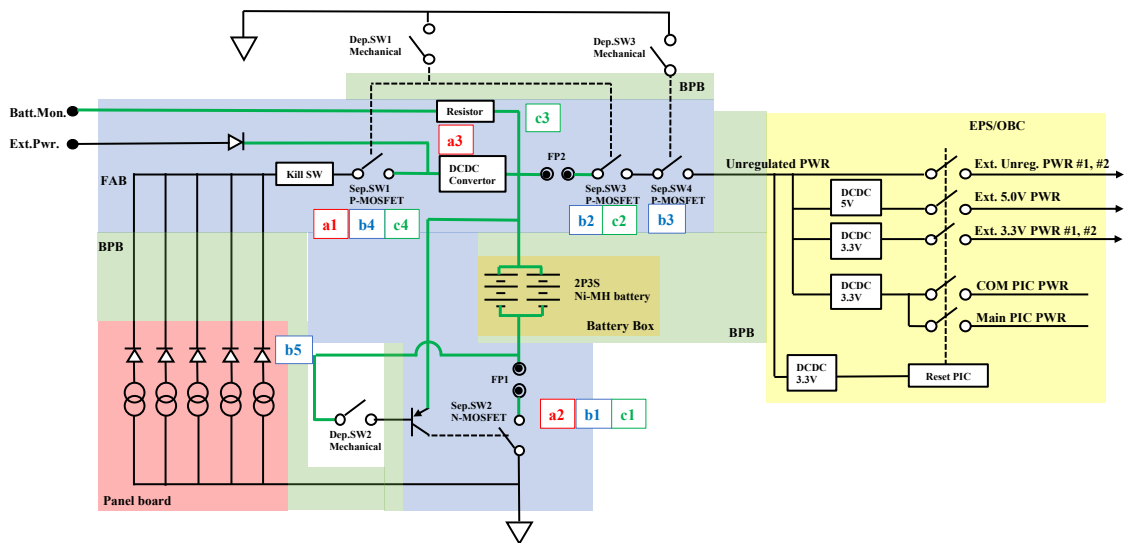 Dep.SW1
Mechanical
Dep.SW3
Mechanical
BPB
Batt.Mon.
Resistor
c3
EPS/OBC
Ext.Pwr.
a3
FP2
Unregulated PWR
Ext. Unreg. PWR #1, #2
FAB
Kill SW
DCDC
Convertor
Sep.SW1
P-MOSFET
Sep.SW3
P-MOSFET
Sep.SW4
P-MOSFET
DCDC
5V
Ext. 5.0V PWR
a1
b4
c4
b2
c2
b3
DCDC
3.3V
Ext. 3.3V PWR #1, #2
BPB
2P3S
Ni-MH battery
DCDC
3.3V
COM PIC PWR
Battery Box
BPB
Main PIC PWR
b5
FP1
DCDC
3.3V
Reset PIC
Sep.SW2
N-MOSFET
a2
b1
c1
Dep.SW2
Mechanical
Panel board